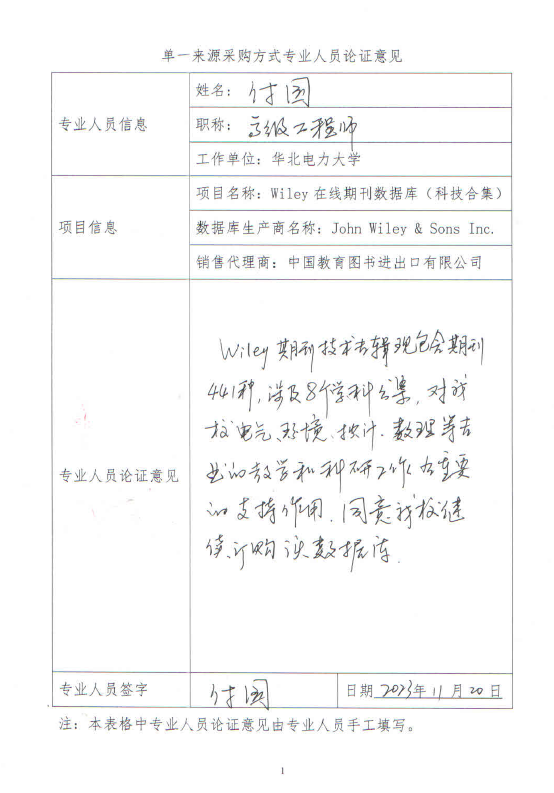 单一来源采购方式专业人员论证意见
专业人员信息
姓名：付国
职称：高级工程师
工作单位：华北电力大学
项目信息
项目名称：Wiley在线期刊数据库（科技合集）
数据库生产商名称：John Wiley & Sons Inc.
销售代理商：中国教育图书进出口有限公司
专业人员论证意见
Wiley期刊技术专辑现包含期刊
441种，涉及8个学科分集，对我
校电气、环境、数理等专
业的教学和科研工作有重要
的支持作用，同意我校继
续订购该数据库．
专业人员签字
付国
日期 2023年11月20日
注：本表格中专业人员论证意见由专业人员手工填写。
1